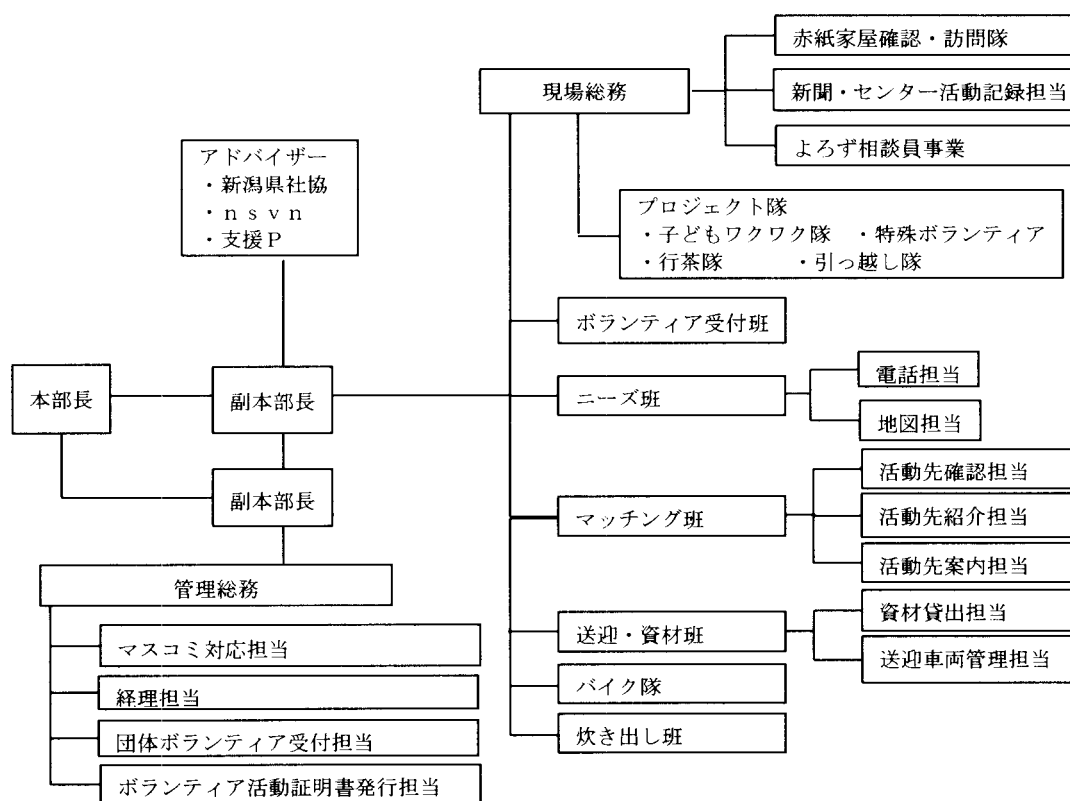 赤紙家屋確認・訪問隊
現場総務
新聞・センター活動記録担当
よろず相談員事業
アドバイザー
・新潟県社協
・ｎｓｖｎ
・支援Ｐ
プロジェクト隊
・子どもワクワク隊　・特殊ボランティア
・行茶隊　　　　・引っ越し隊
ボランティア受付班
本部長
副本部長
ニーズ班
電話担当
地図担当
副本部長
マッチング班
活動先確認担当
活動先紹介担当
活動先案内担当
管理総務
マスコミ対応担当
経理担当
団体ボランティア受付担当
ボランティア活動証明書発行担当
送迎・資材班
資材貸出担当
送迎車両管理担当
バイク隊
炊き出し班